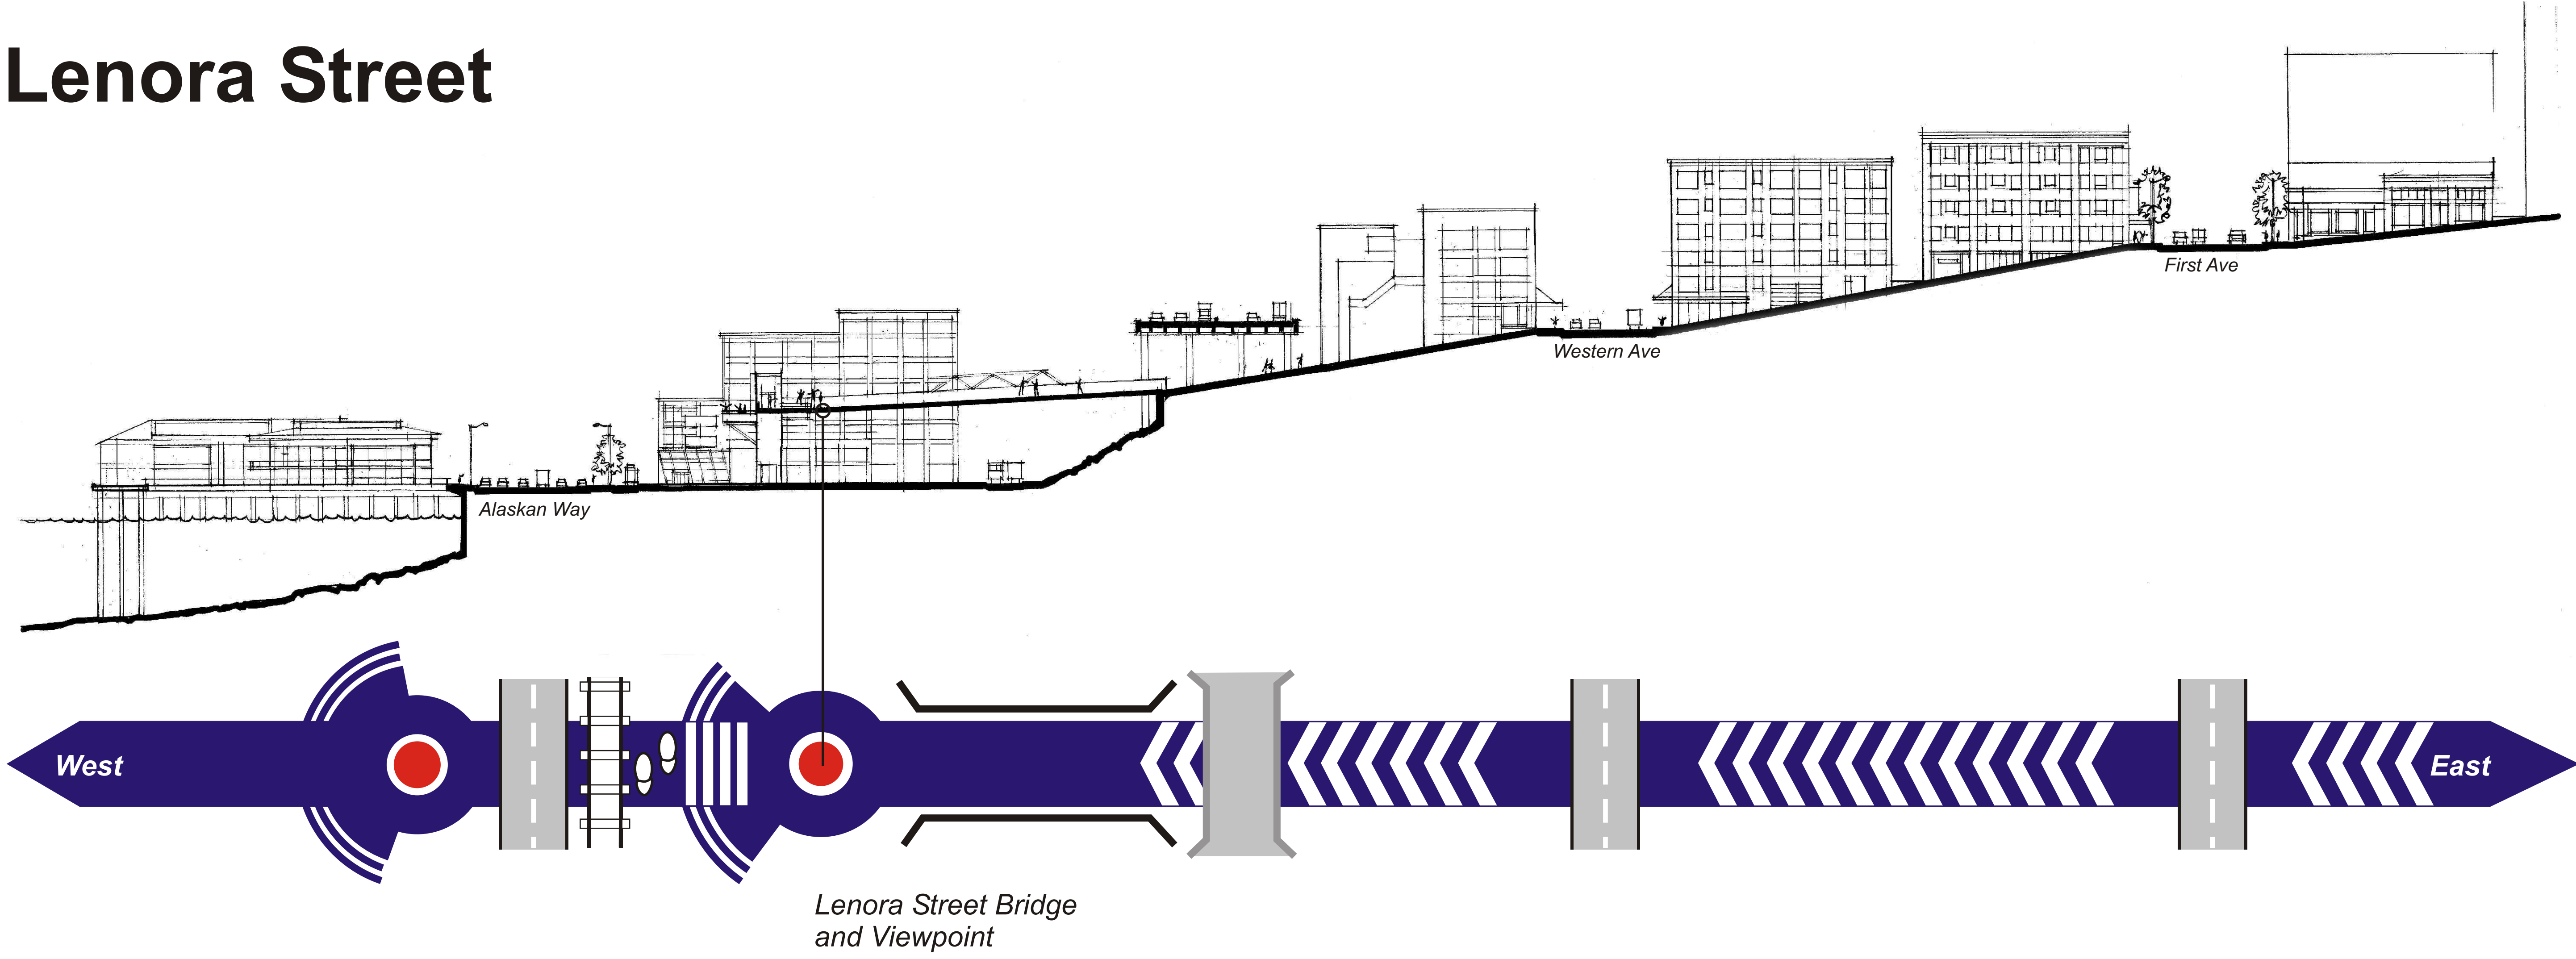 Lenora Street
First Ave
Western Ave
Alaskan Way
West
East
Lenora Street Bridge
and Viewpoint